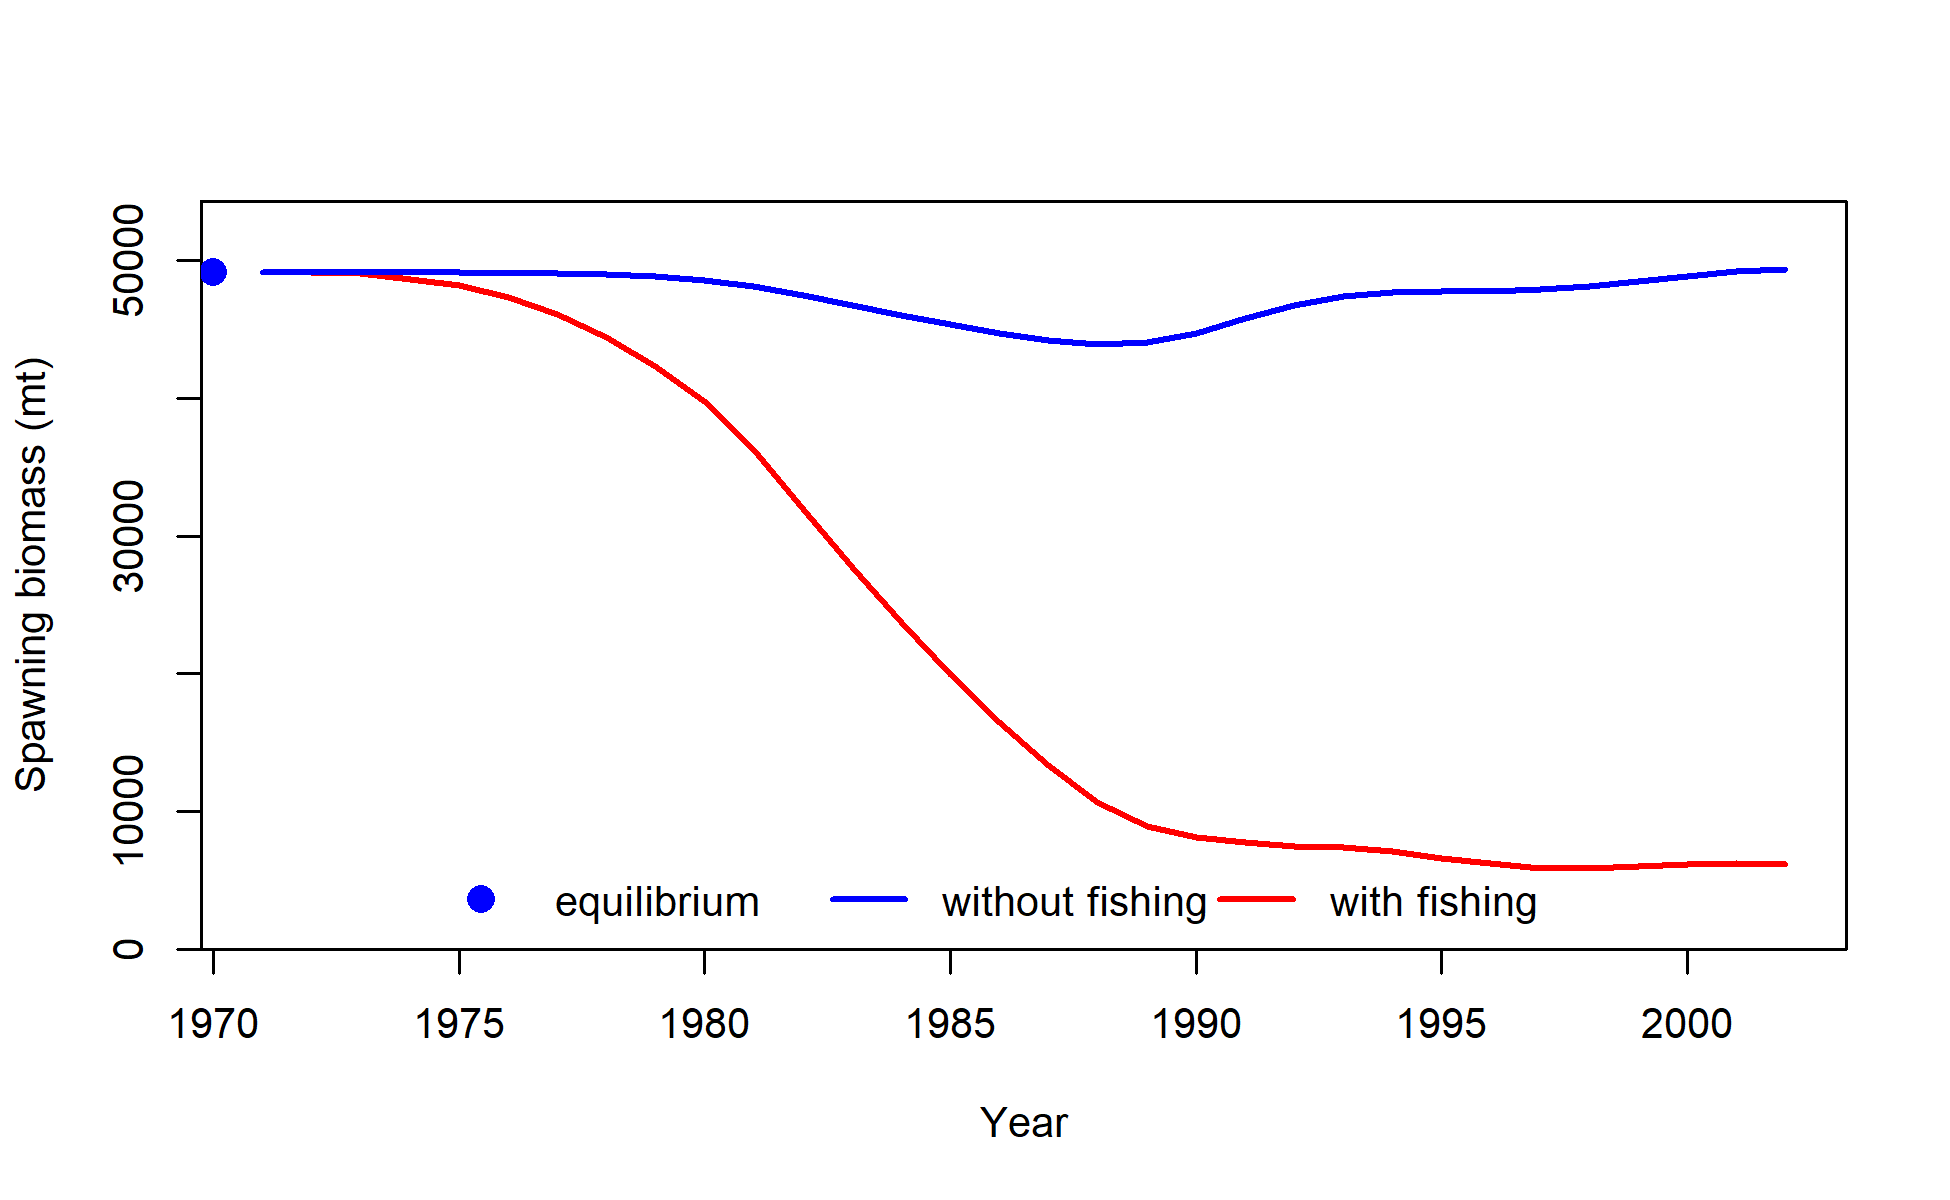 Spawning biomass (mt)
50000
30000
10000
0
equilibrium without fishing with fishing
1970 1975 1980 1985 1990 1995 2000
Year